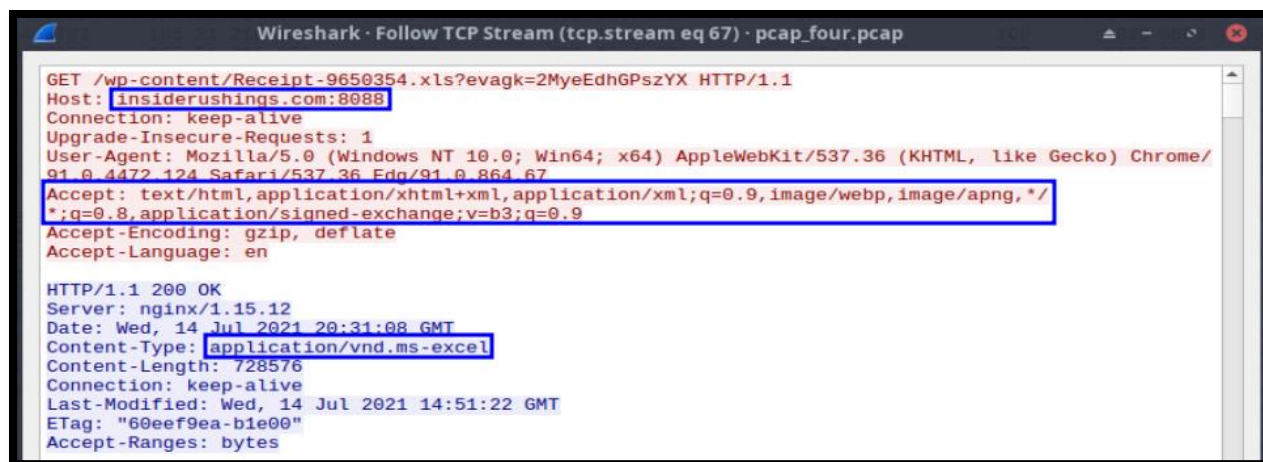 Wireshark · Follow TCP Stream (tcp.stream eq 67) · pcap_four.pcap
GET /wp-content/Receipt-9650354.xls?evagk=2MyeEdhGPszYX HTTP/1.1
Host: insiderushings.com:8088
Connection: keep-alive
Upgrade-Insecure-Requests: 1
User-Agent: Mozilla/5.0 (Windows NT 10.0; Win64; x64) AppleWebKit/537.36 (KHTML, like Gecko) Chrome/
91.0.4472.124 Safari/537.36 Edg/91.0.864.67
Accept: text/html,application/xhtml+xml,application/xml;q=0.9,image/webp,image/apng,*/
*;q=0.8,application/signed-exchange;v=b3;q=0.9
Accept-Encoding: gzip, deflate
Accept-Language: en
HTTP/1.1 200 OK
Server: nginx/1.15.12
Date: Wed, 14 Jul 2021 20:31:08 GMT
Content-Type: application/vnd.ms-excel
Content-Length: 728576
Connection: keep-alive
Last-Modified: Wed, 14 Jul 2021 14:51:22 GMT
ETag: "60eef9ea-b1e00"
Accept-Ranges: bytes